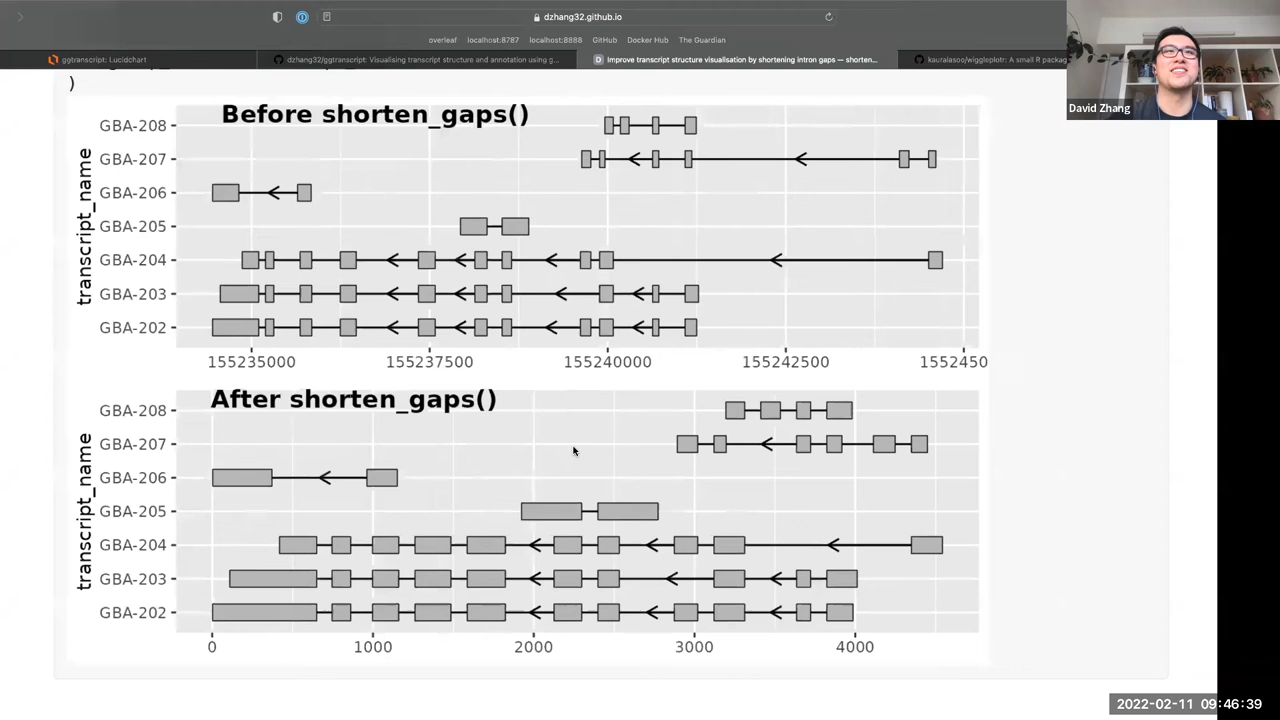 dzhang32.github.io
overleaf localhost:8787 localhost:8888 GitHub Docker Hub The Guardian
ggtranscript: Lucidchart
dzhang32/ggtranscript: Visualising transcript structure and annotation using g...
Improve transcript structure visualisation by shortening intron gaps — shorten...
kauralasoo/wiggleplotr: A small R packag
David Zhang
)
Before shorten_gaps()
transcript_name
GBA-208
GBA-207
GBA-206
GBA-205
GBA-204
GBA-203
GBA-202
155235000 155237500 155240000 155242500 1552450
After shorten_gaps()
transcript_name
GBA-208
GBA-207
GBA-206
GBA-205
GBA-204
GBA-203
GBA-202
0 1000 2000 3000 4000
2022-02-11 09:46:39